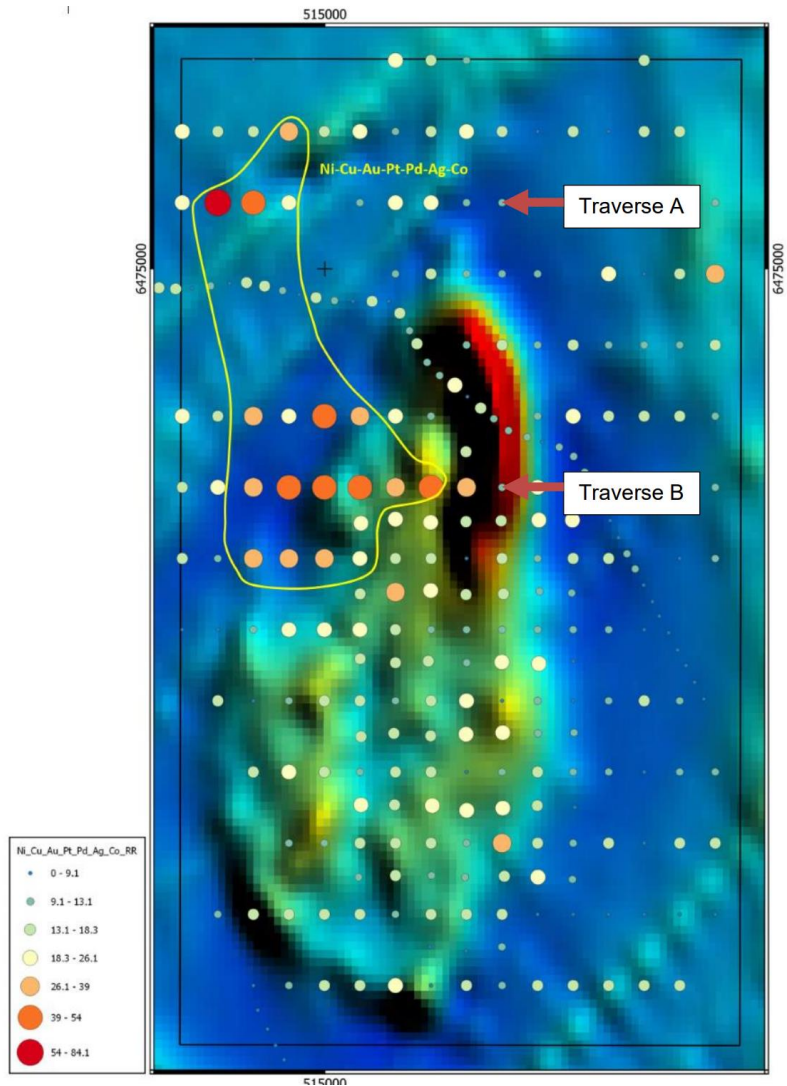 515000
Ni-Cu-Au-Pt-Pd-Ag-Co
Traverse A
6475000
6475000
Traverse B
Ni_Cu_Au_Pt_Pd_Ag_Co_RR
0 - 9.1
9.1 - 13.1
13.1 - 18.3
18.3 - 26.1
26.1 - 39
39 - 54
54 - 84.1
515000